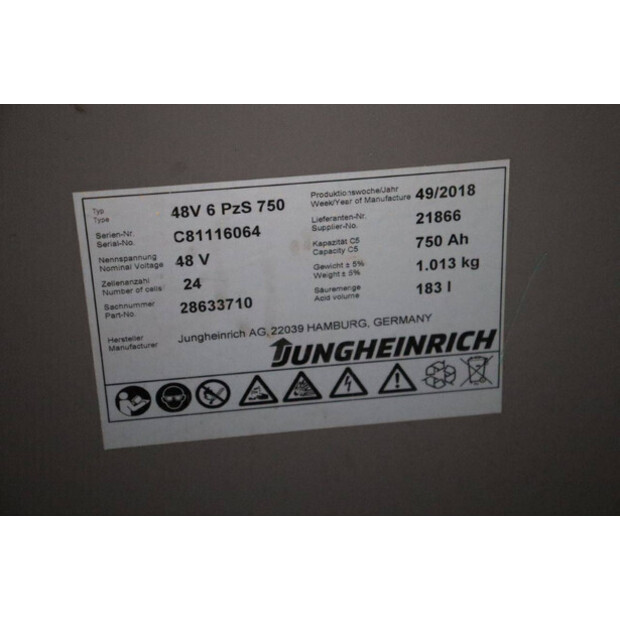 Typ
Type
48V 6 PzS 750
Serien-Nr.
Serial-No.
C81116064
Nennspannung
Nominal Voltage
48 V
Zellenanzahl
Number of cells
24
Sachnummer
Part-No.
28633710
Hersteller
Manufacturer
Jungheinrich AG, 22039 HAMBURG, GERMANY
Produktionswoche/Jahr
Week/Year of Manufacture
49/2018
Lieferanten-Nr.
Supplier-No.
21866
Kapazität C5
Capacity C5
750 Ah
Gewicht ± 5%
Weight ± 5%
1.013 kg
Säuremenge
Acid volume
183 l
JUNGHEINRICH